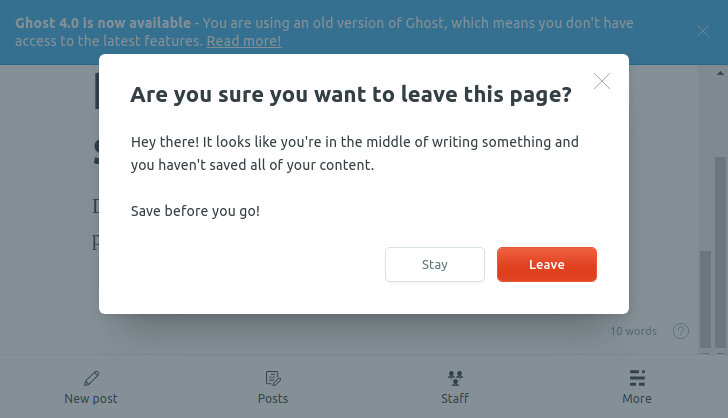 Ghost 4.0 is now available - You are using an old version of Ghost, which means you don't have
access to the latest features. Read more!
Are you sure you want to leave this page?
Hey there! It looks like you're in the middle of writing something and
you haven't saved all of your content.
Save before you go!
Stay
Leave
10 words
?
New post
Posts
Staff
More